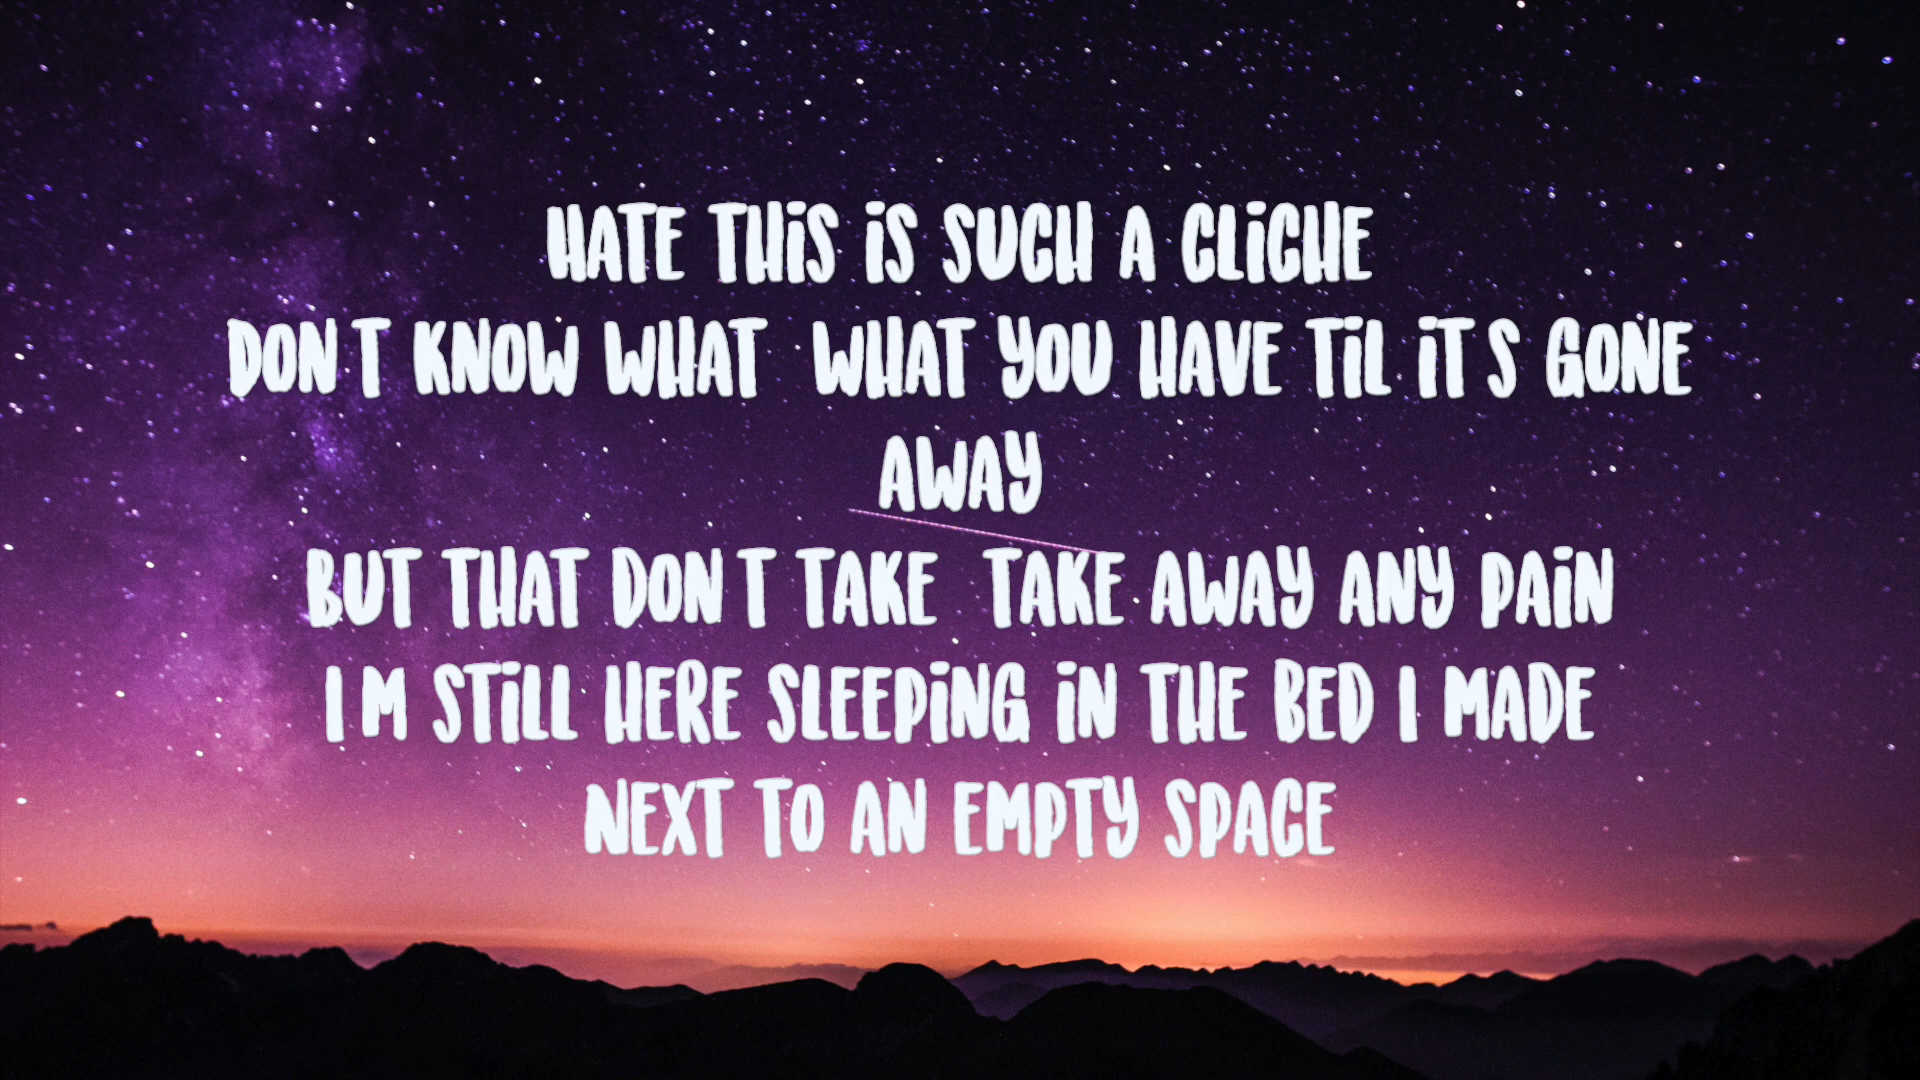 HATE THiS iS SUCH A CLiCHE
DON T KNOW WHAT  WHAT YOU HAVE TiL iT S GONE
AWAY
BUT THAT DON T TAKE  TAKE AWAY ANY PAiN
I M STiLL HERE SLEEPiNG iN THE BED I MADE
NEXT TO AN EMPTY SPACE